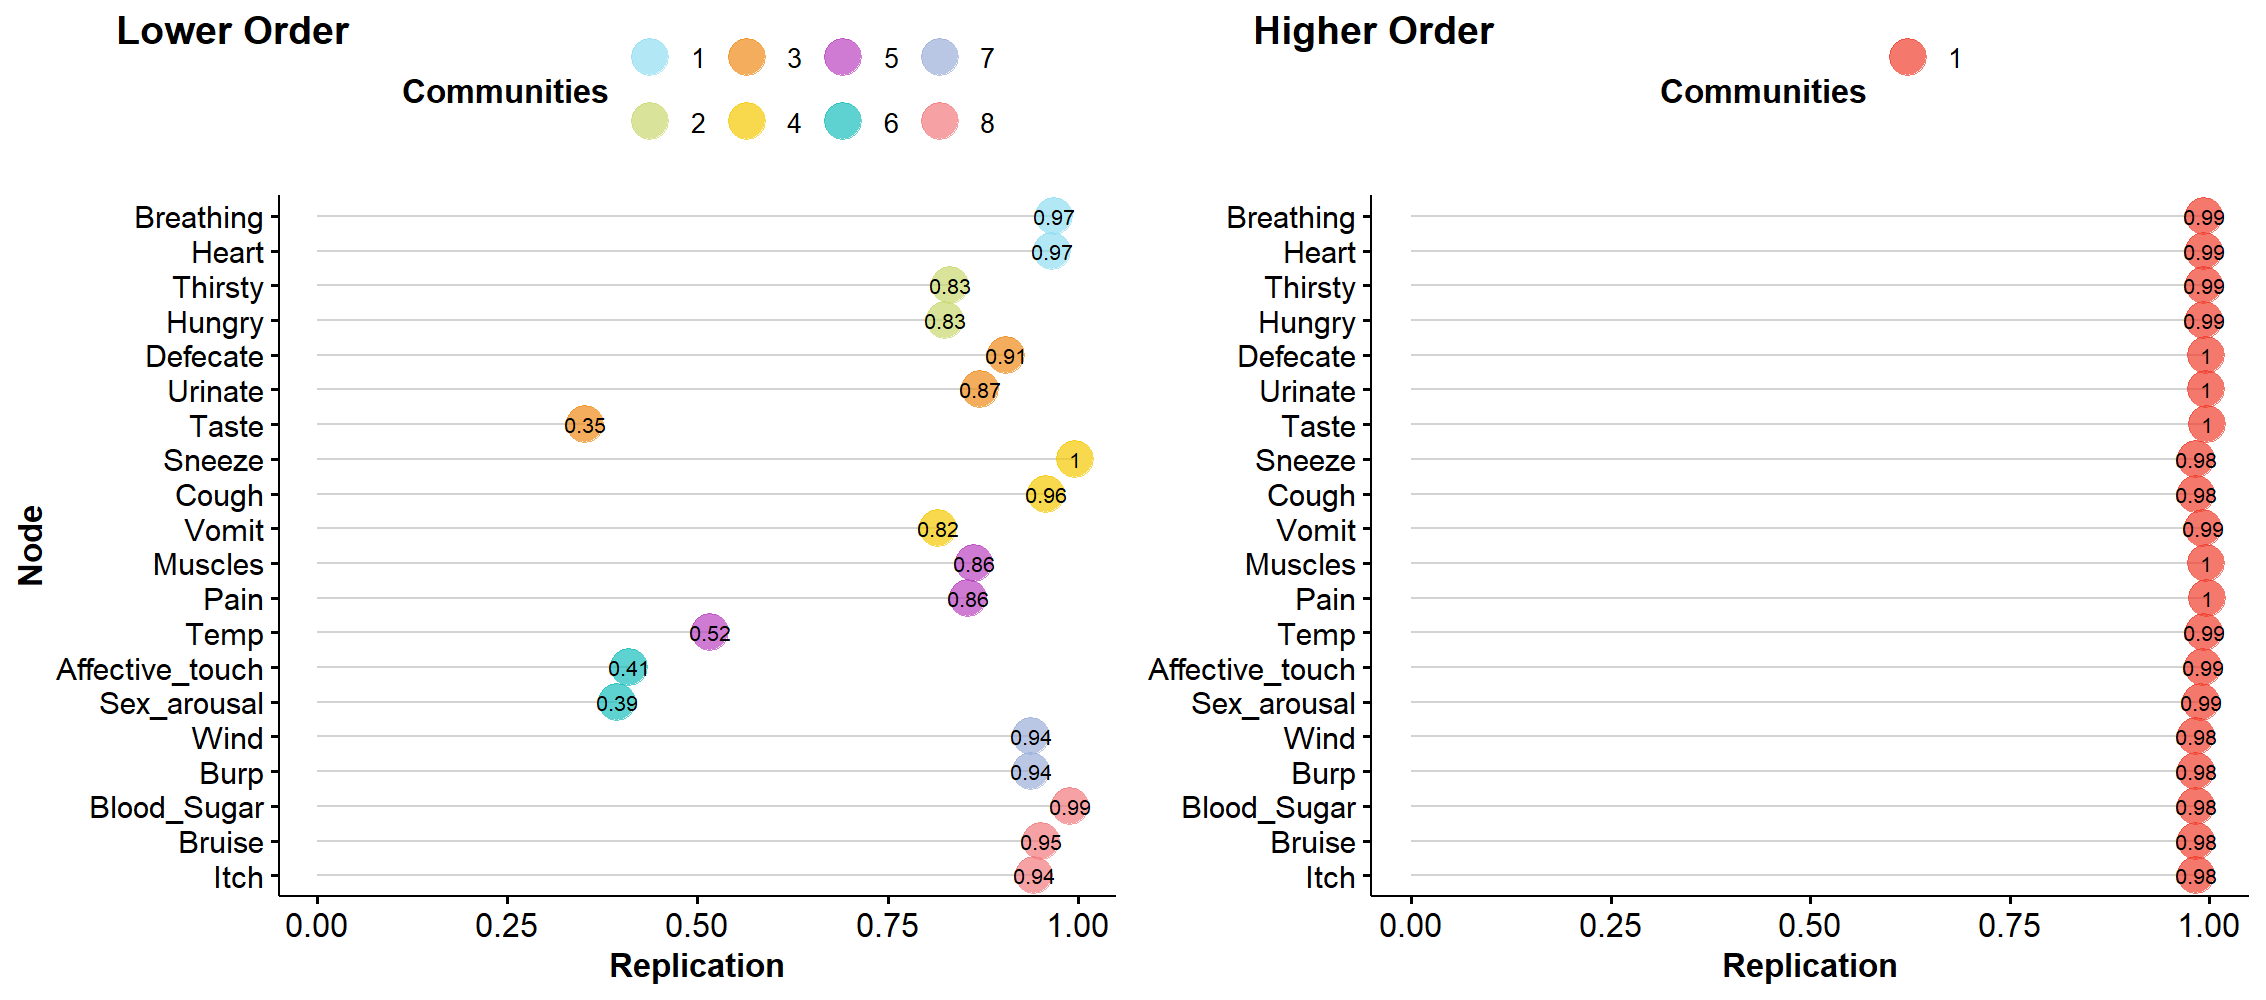 Lower Order
Communities
1 3 5 7
2 4 6 8
Node
Breathing 0.97
Heart 0.97
Thirsty 0.83
Hungry 0.83
Defecate 0.91
Urinate 0.87
Taste 0.35
Sneeze 1
Cough 0.96
Vomit 0.82
Muscles 0.86
Pain 0.86
Temp 0.52
Affective_touch 0.41
Sex_arousal 0.39
Wind 0.94
Burp 0.94
Blood_Sugar 0.99
Bruise 0.95
Itch 0.94
0.00 0.25 0.50 0.75 1.00
Replication
Higher Order
Communities
1
Breathing 0.99
Heart 0.99
Thirsty 0.99
Hungry 0.99
Defecate 1
Urinate 1
Taste 1
Sneeze 0.98
Cough 0.98
Vomit 0.99
Muscles 1
Pain 1
Temp 0.99
Affective_touch 0.99
Sex_arousal 0.99
Wind 0.98
Burp 0.98
Blood_Sugar 0.98
Bruise 0.98
Itch 0.98
0.00 0.25 0.50 0.75 1.00
Replication